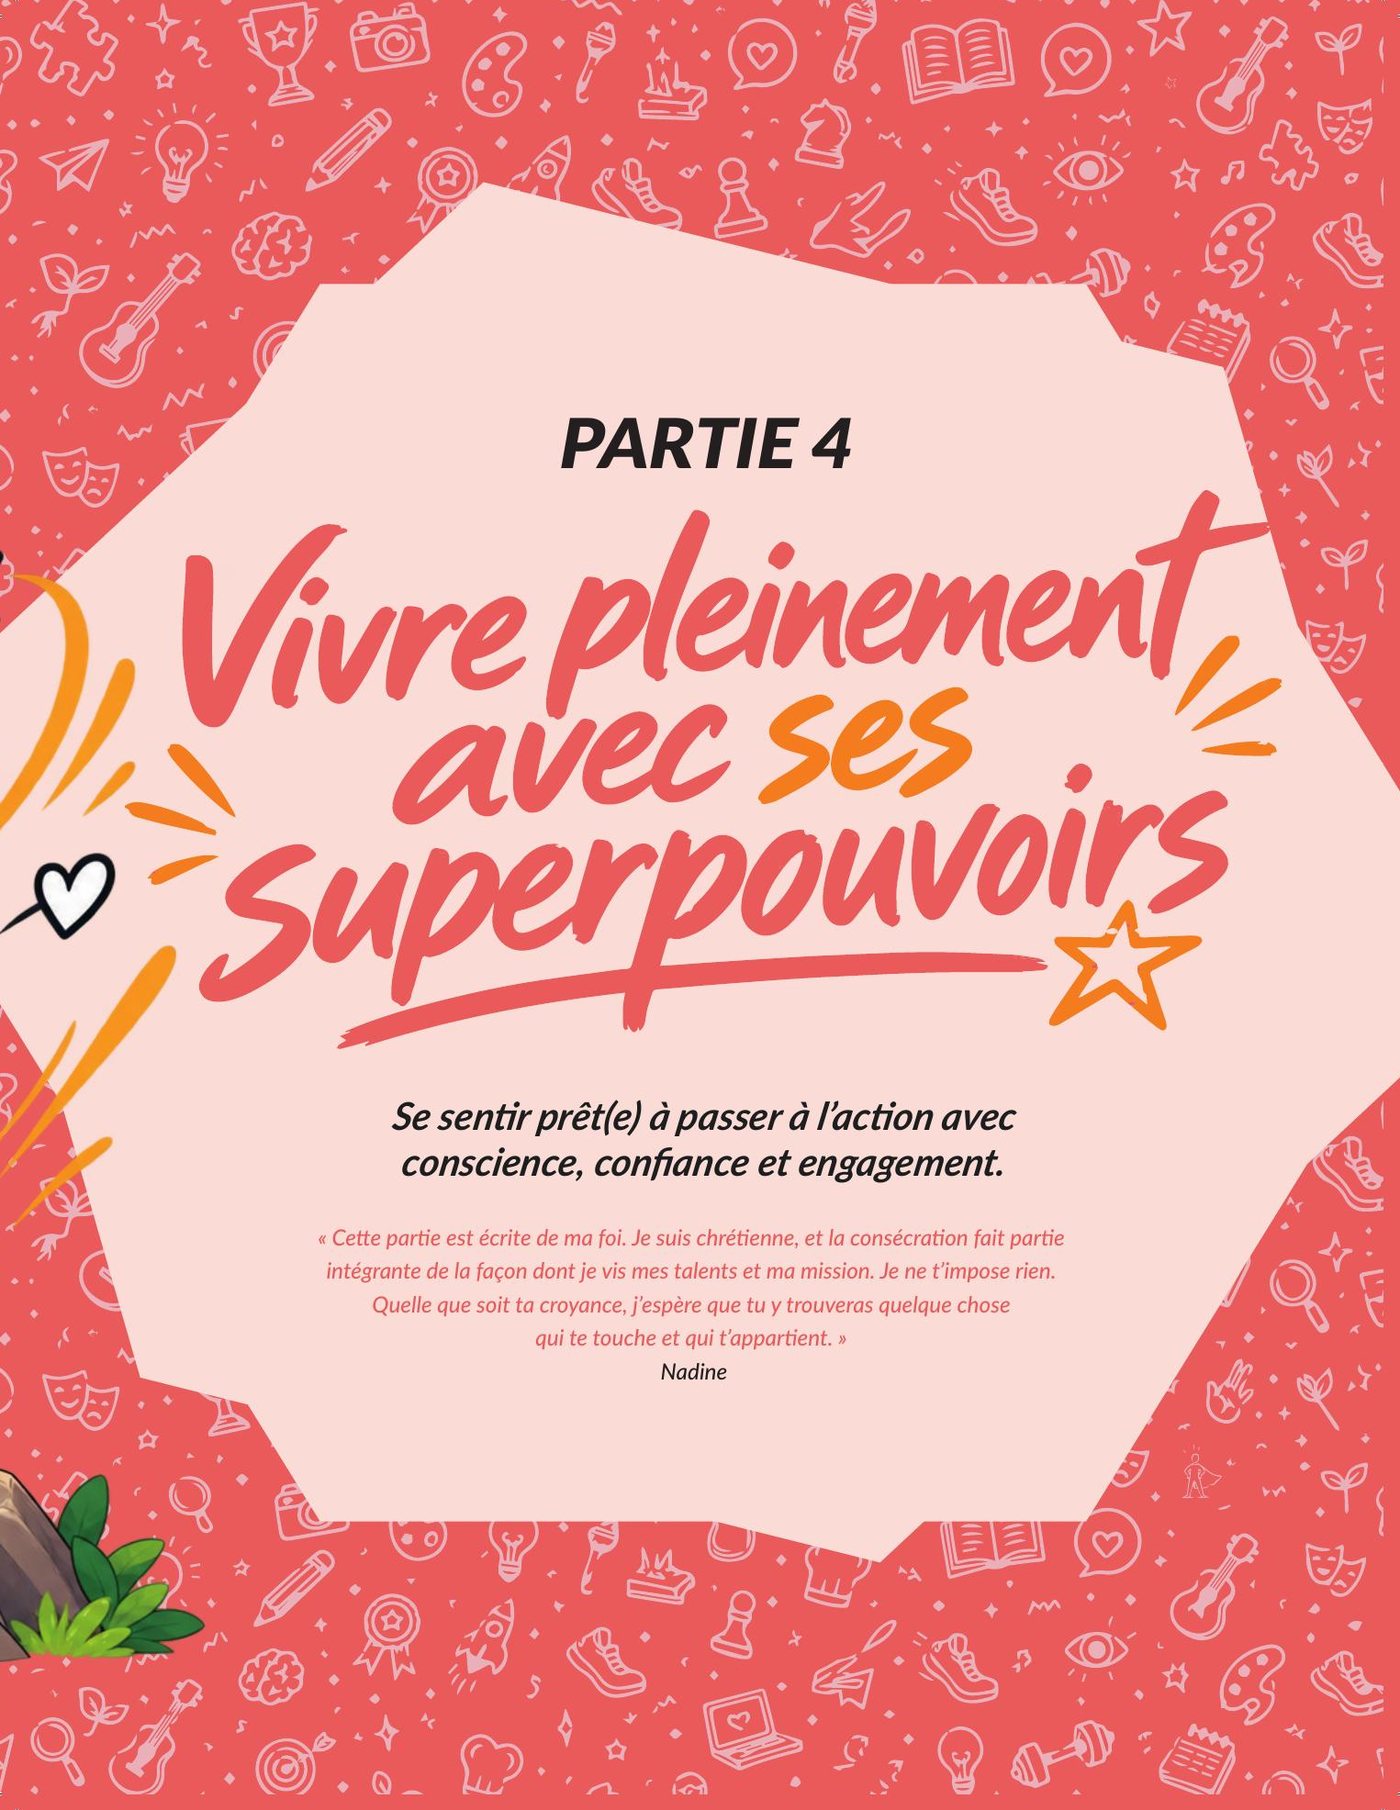 PARTIE 4
Vivre pleinement
avec ses
superpouvoirs
Se sentir prêt(e) à passer à l’action avec
conscience, confiance et engagement.
« Cette partie est écrite de ma foi. Je suis chrétienne, et la consécration fait partie
intégrante de la façon dont je vis mes talents et ma mission. Je ne t’impose rien.
Quelle que soit ta croyance, j’espère que tu y trouveras quelque chose
qui te touche et qui t’appartient. »
Nadine